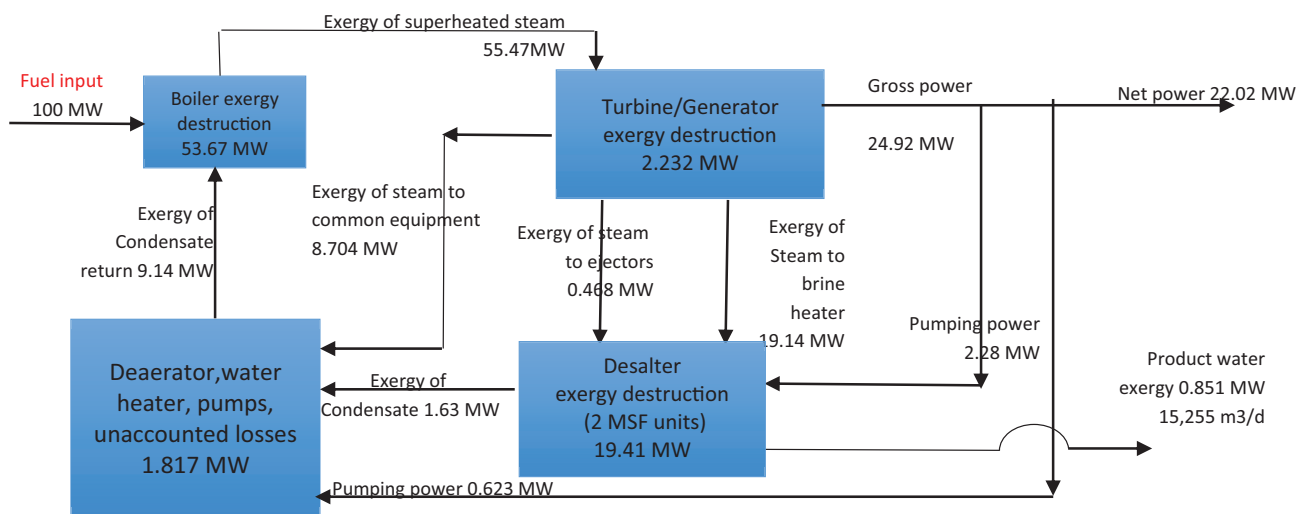 Exergy of superheated steam
55.47MW
Fuel input
100 MW
Boiler exergy
destruction
53.67 MW
Turbine/Generator
exergy destruction
2.232 MW
Gross power
24.92 MW
Net power 22.02 MW
Exergy of
Condensate
return 9.14 MW
Exergy of steam to
common equipment
8.704 MW
Exergy of steam
to ejectors
0.468 MW
Exergy of
Steam to
brine
heater
19.14 MW
Pumping power
2.28 MW
Product water
exergy 0.851 MW
15,255 m3/d
Deaerator,water
heater, pumps,
unaccounted losses
1.817 MW
Exergy of
Condensate 1.63 MW
Desalter
exergy destruction
(2 MSF units)
19.41 MW
Pumping power 0.623 MW